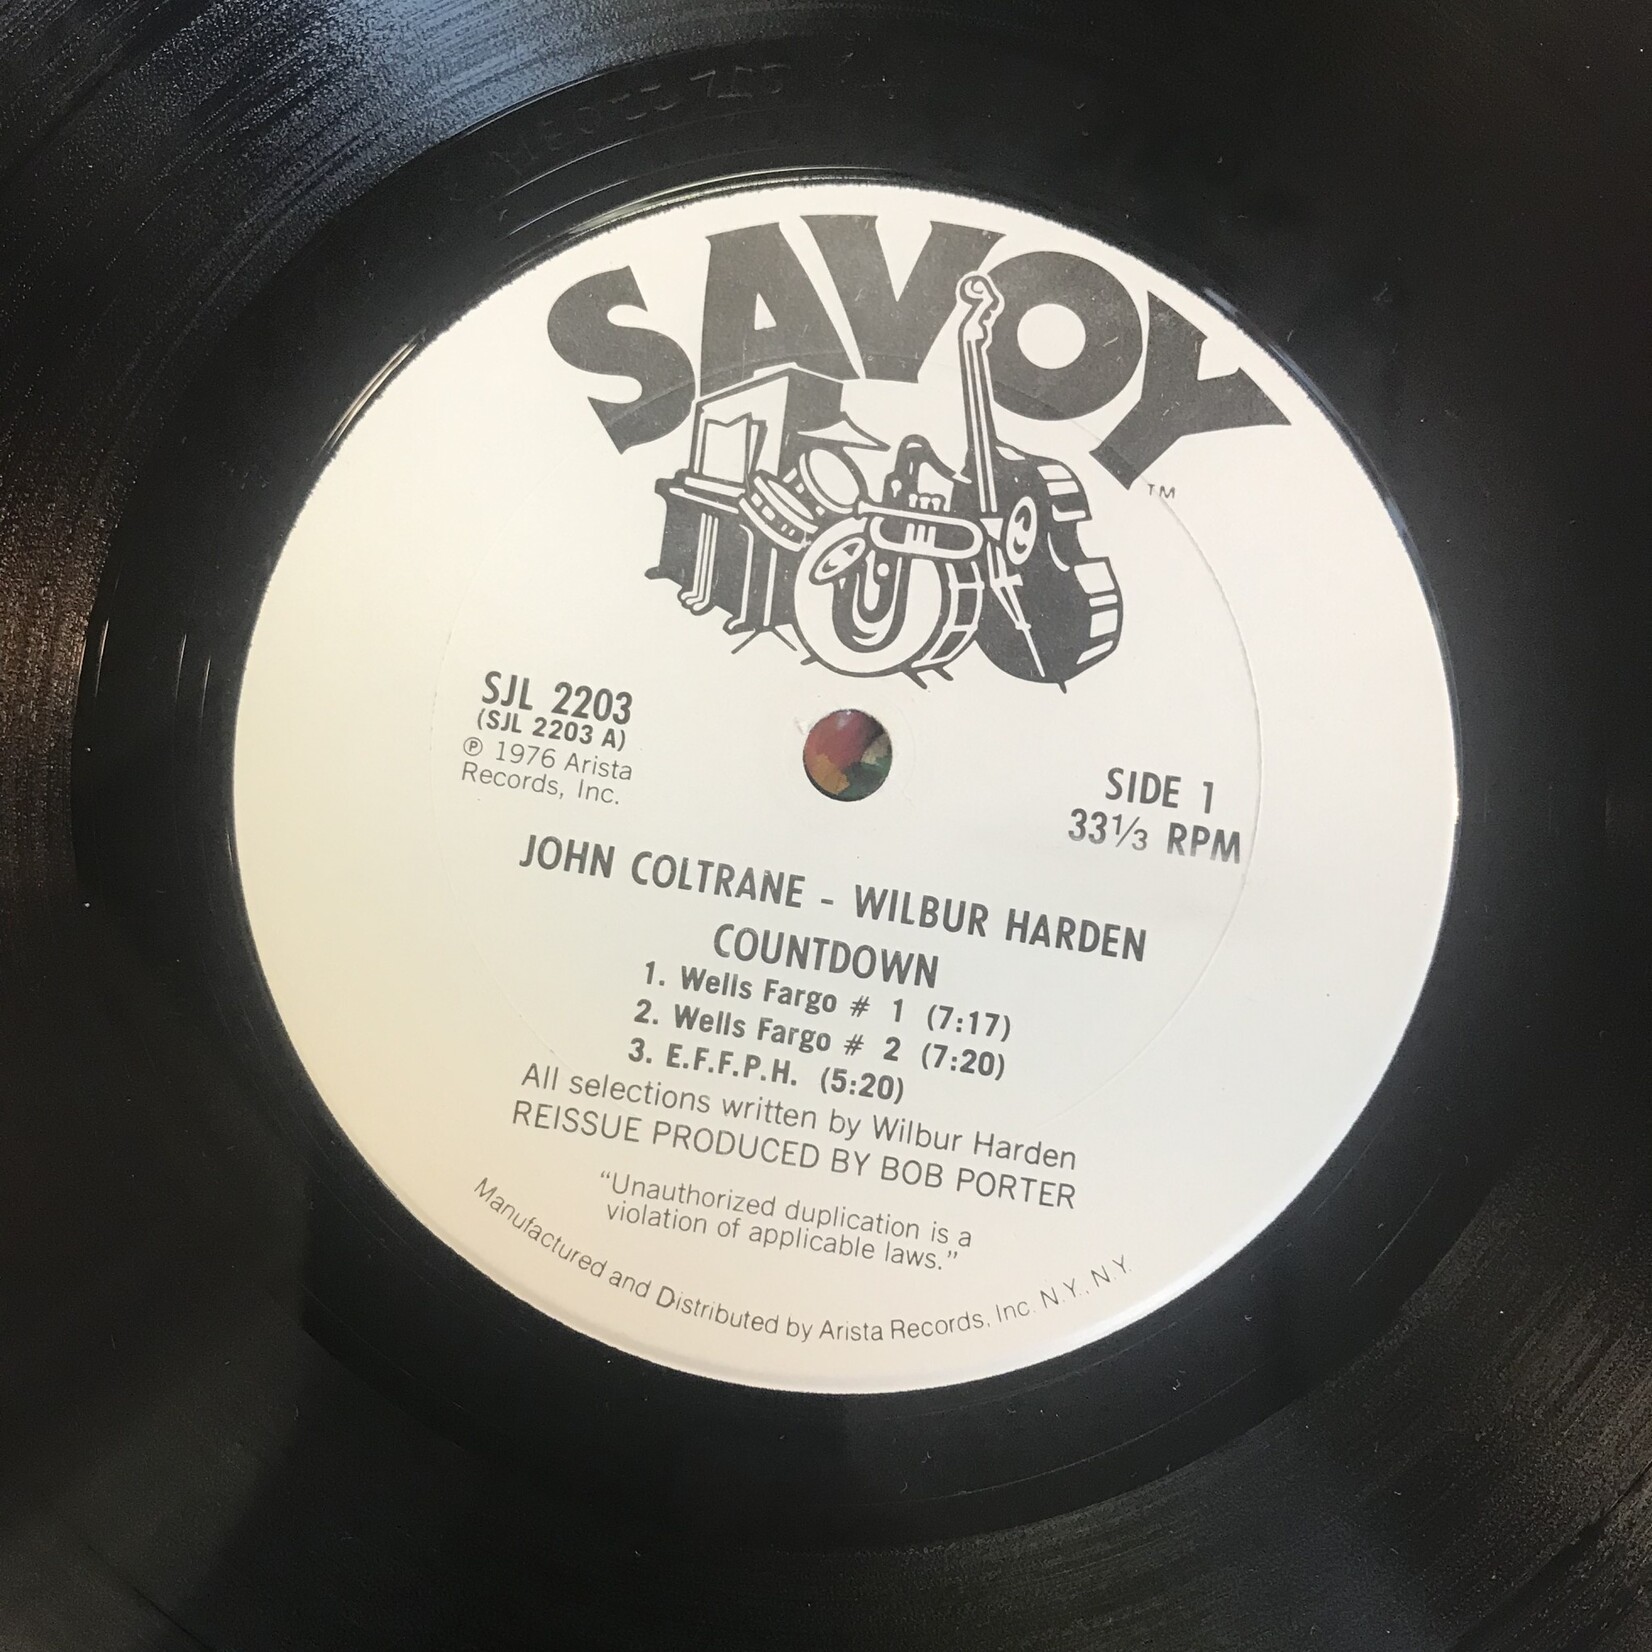 SAVOY
TM
SJL 2203
(SJL 2203 A)
℗ 1976 Arista
Records, Inc.
SIDE 1
33⅓ RPM
JOHN COLTRANE - WILBUR HARDEN
COUNTDOWN
1. Wells Fargo # 1 (7:17)
2. Wells Fargo # 2 (7:20)
3. E.F.F.P.H. (5:20)
All selections written by Wilbur Harden
REISSUE PRODUCED BY BOB PORTER
“Unauthorized duplication is a
violation of applicable laws.”
Manufactured and Distributed by Arista Records, Inc. N.Y., N.Y.